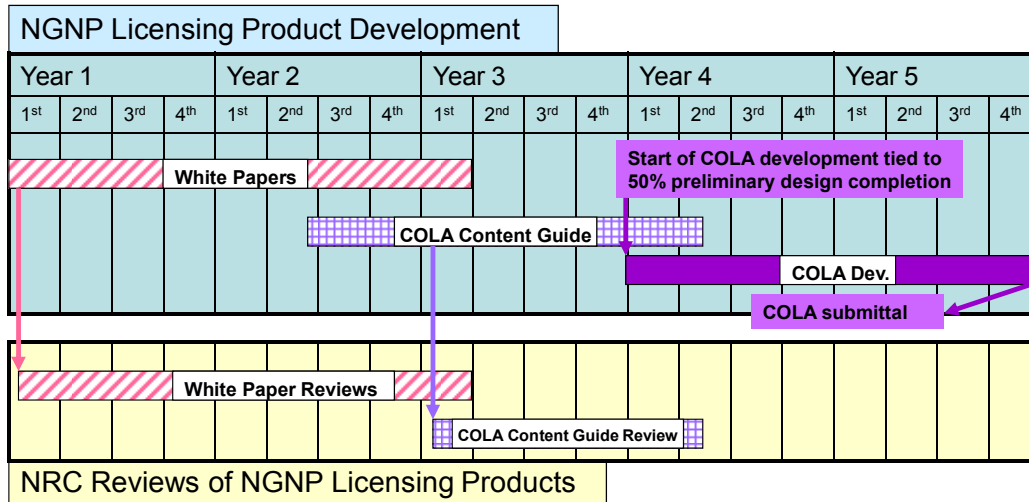 NGNP Licensing Product Development
Year 1 Year 2 Year 3 Year 4 Year 5
1st 2nd 3rd 4th 1st 2nd 3rd 4th 1st 2nd 3rd 4th 1st 2nd 3rd 4th 1st 2nd 3rd 4th
White Papers
Start of COLA development tied to
50% preliminary design completion
COLA Content Guide
COLA Dev.
COLA submittal
White Paper Reviews
COLA Content Guide Review
NRC Reviews of NGNP Licensing Products